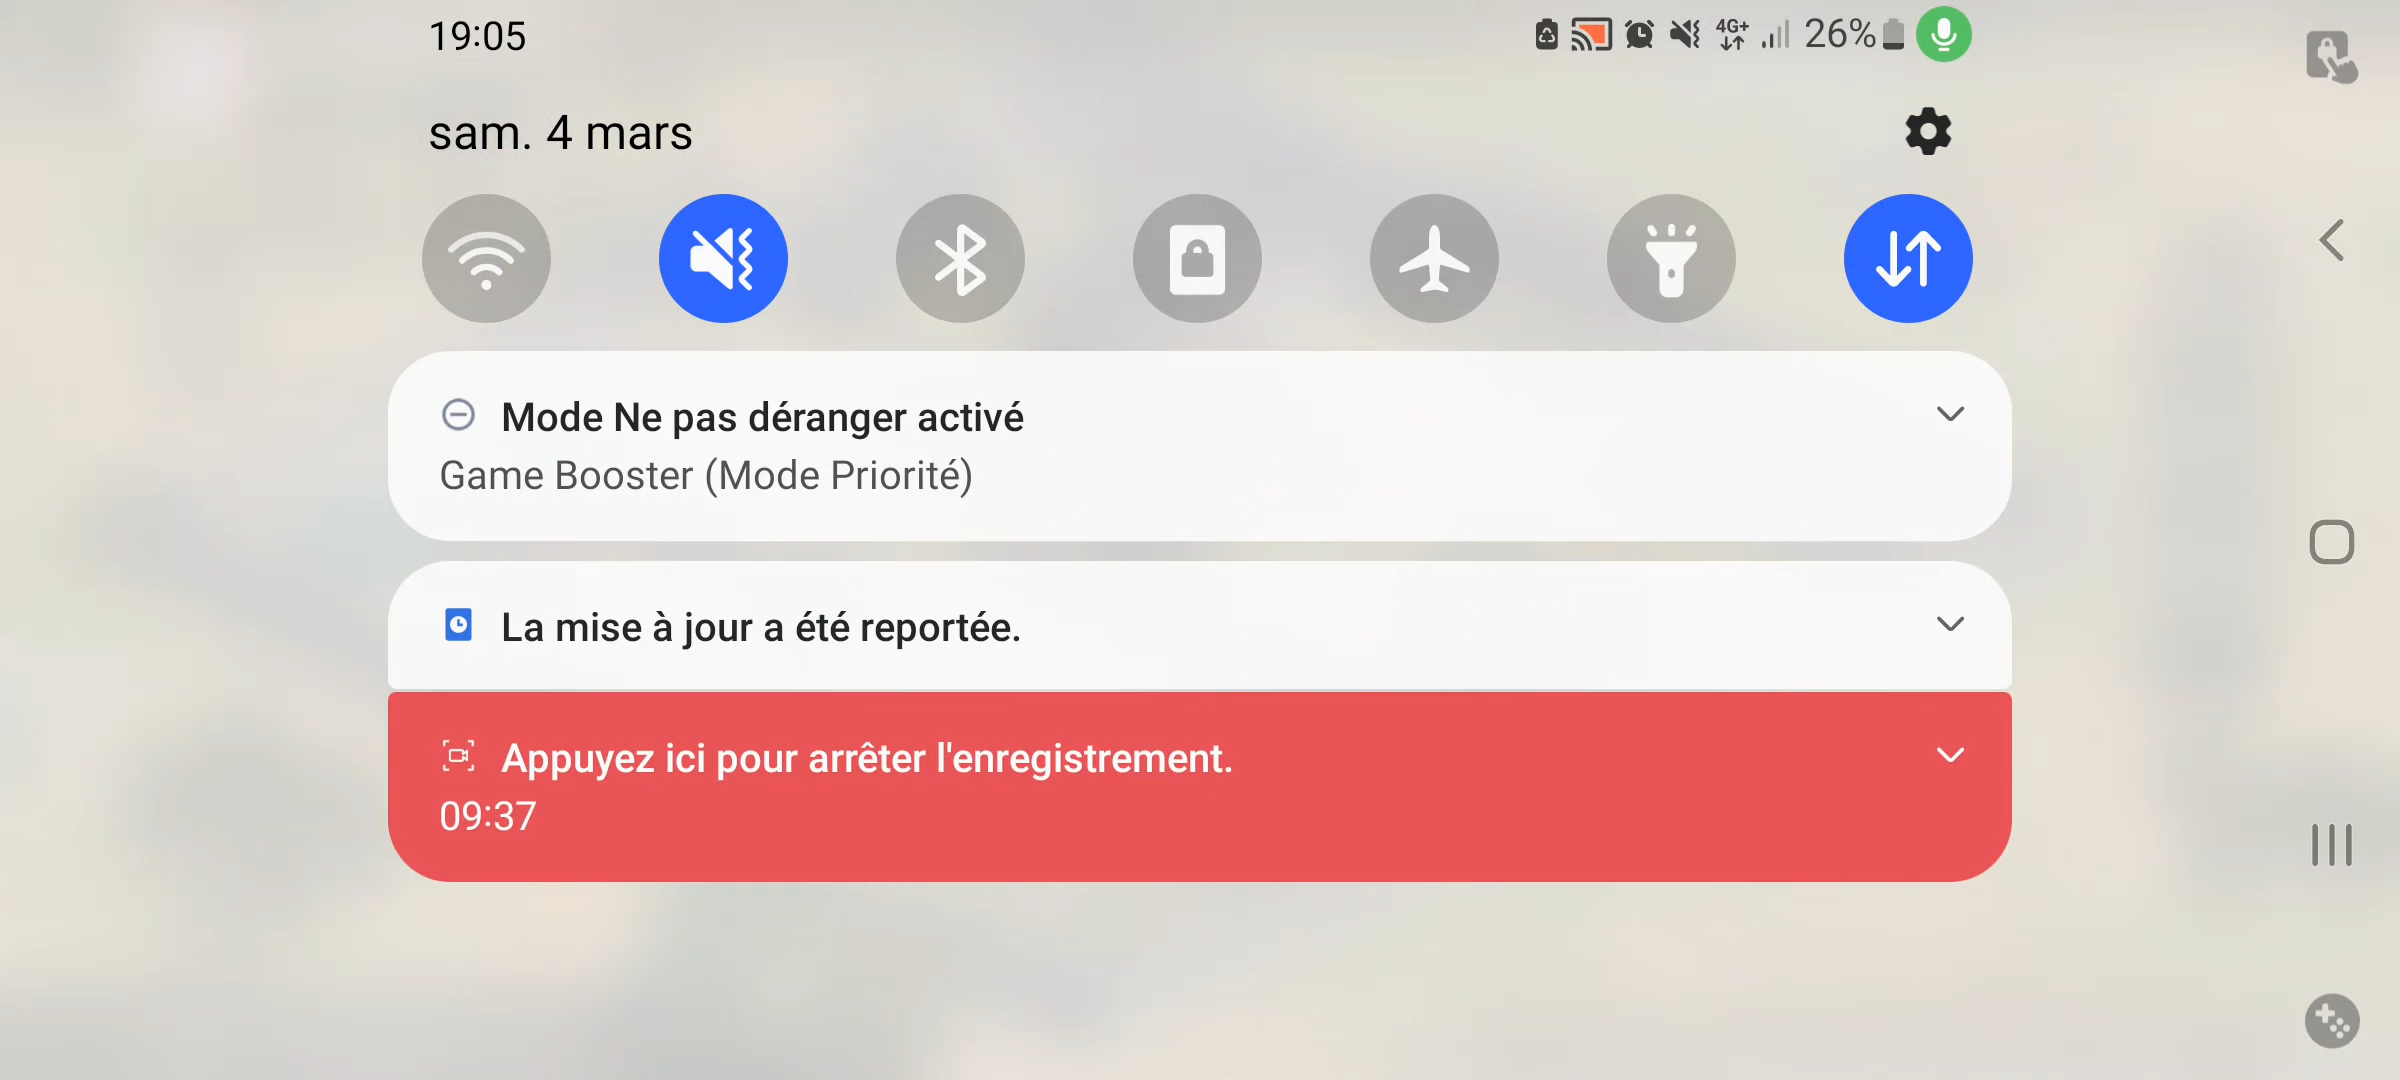 19:05
4G+
26%
sam. 4 mars
Mode Ne pas déranger activé
Game Booster (Mode Priorité)
La mise à jour a été reportée.
Appuyez ici pour arrêter l'enregistrement.
09:37